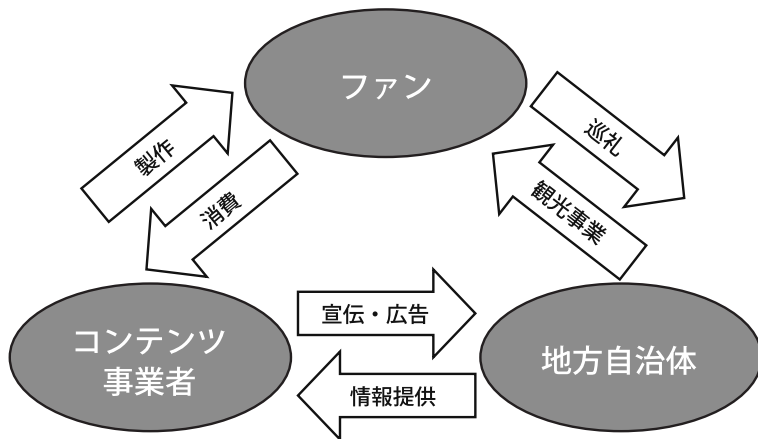 ファン
製作
消費
巡礼
観光事業
コンテンツ
事業者
宣伝・広告
情報提供
地方自治体